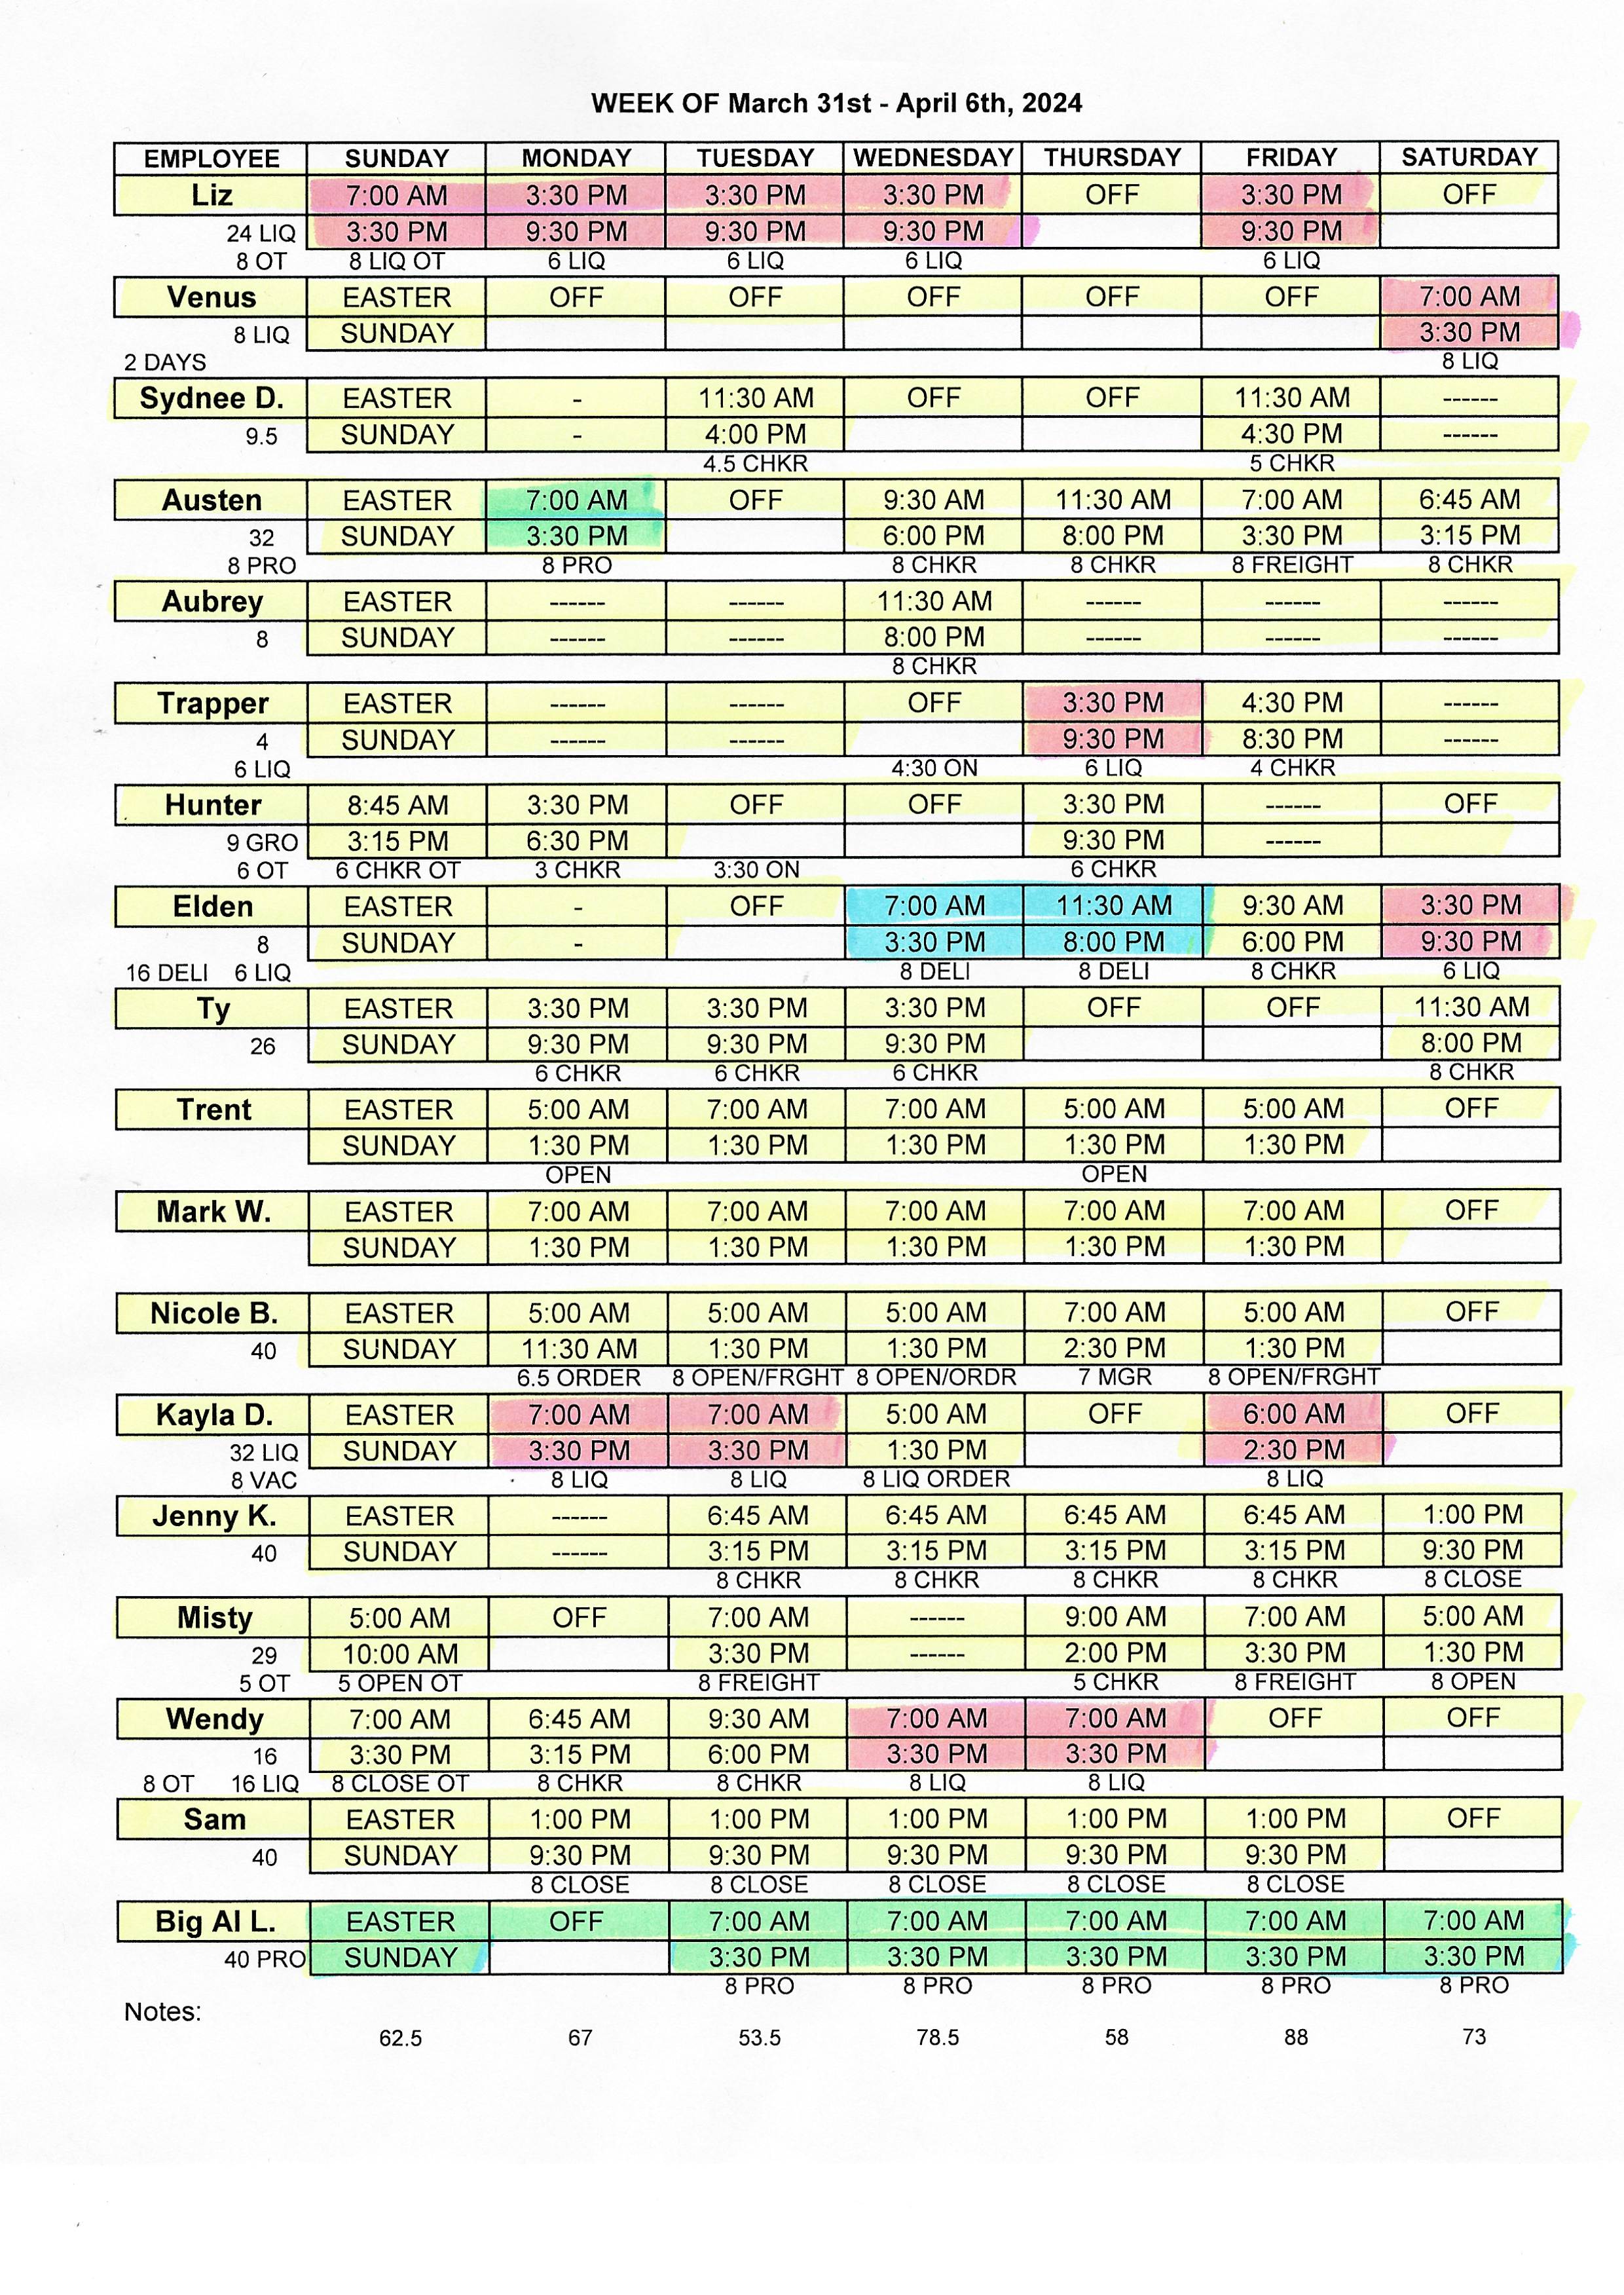 WEEK OF March 31st - April 6th, 2024
EMPLOYEE SUNDAY MONDAY TUESDAY WEDNESDAY THURSDAY FRIDAY SATURDAY
Liz 7:00 AM 3:30 PM 3:30 PM 3:30 PM OFF 3:30 PM OFF
24 LIQ 3:30 PM 9:30 PM 9:30 PM 9:30 PM 9:30 PM
8 OT 8 LIQ OT 6 LIQ 6 LIQ 6 LIQ 6 LIQ
Venus EASTER OFF OFF OFF OFF OFF 7:00 AM
8 LIQ SUNDAY 3:30 PM
2 DAYS 8 LIQ
Sydnee D. EASTER - 11:30 AM OFF OFF 11:30 AM ------
9.5 SUNDAY - 4:00 PM 4:30 PM ------
4.5 CHKR 5 CHKR
Austen EASTER 7:00 AM OFF 9:30 AM 11:30 AM 7:00 AM 6:45 AM
32 SUNDAY 3:30 PM 6:00 PM 8:00 PM 3:30 PM 3:15 PM
8 PRO 8 PRO 8 CHKR 8 CHKR 8 FREIGHT 8 CHKR
Aubrey EASTER ------ ------ 11:30 AM ------ ------ ------
8 SUNDAY ------ ------ 8:00 PM ------ ------ ------
8 CHKR
Trapper EASTER ------ ------ OFF 3:30 PM 4:30 PM ------
4 SUNDAY ------ ------ 9:30 PM 8:30 PM ------
6 LIQ 4:30 ON 6 LIQ 4 CHKR
Hunter 8:45 AM 3:30 PM OFF OFF 3:30 PM ------ OFF
9 GRO 3:15 PM 6:30 PM 9:30 PM ------
6 OT 6 CHKR OT 3 CHKR 3:30 ON 6 CHKR
Elden EASTER - OFF 7:00 AM 11:30 AM 9:30 AM 3:30 PM
8 SUNDAY - 3:30 PM 8:00 PM 6:00 PM 9:30 PM
16 DELI 6 LIQ 8 DELI 8 DELI 8 CHKR 6 LIQ
Ty EASTER 3:30 PM 3:30 PM 3:30 PM OFF OFF 11:30 AM
26 SUNDAY 9:30 PM 9:30 PM 9:30 PM 8:00 PM
6 CHKR 6 CHKR 6 CHKR 8 CHKR
Trent EASTER 5:00 AM 7:00 AM 7:00 AM 5:00 AM 5:00 AM OFF
SUNDAY 1:30 PM 1:30 PM 1:30 PM 1:30 PM 1:30 PM
OPEN OPEN
Mark W. EASTER 7:00 AM 7:00 AM 7:00 AM 7:00 AM 7:00 AM OFF
SUNDAY 1:30 PM 1:30 PM 1:30 PM 1:30 PM 1:30 PM
Nicole B. EASTER 5:00 AM 5:00 AM 5:00 AM 7:00 AM 5:00 AM OFF
40 SUNDAY 11:30 AM 1:30 PM 1:30 PM 2:30 PM 1:30 PM
6.5 ORDER 8 OPEN/FRGHT 8 OPEN/ORDR 7 MGR 8 OPEN/FRGHT
Kayla D. EASTER 7:00 AM 7:00 AM 5:00 AM OFF 6:00 AM OFF
32 LIQ SUNDAY 3:30 PM 3:30 PM 1:30 PM 2:30 PM
8 VAC 8 LIQ 8 LIQ 8 LIQ ORDER 8 LIQ
Jenny K. EASTER ------ 6:45 AM 6:45 AM 6:45 AM 6:45 AM 1:00 PM
40 SUNDAY ------ 3:15 PM 3:15 PM 3:15 PM 3:15 PM 9:30 PM
8 CHKR 8 CHKR 8 CHKR 8 CHKR 8 CLOSE
Misty 5:00 AM OFF 7:00 AM ------ 9:00 AM 7:00 AM 5:00 AM
29 10:00 AM 3:30 PM ------ 2:00 PM 3:30 PM 1:30 PM
5 OT 5 OPEN OT 8 FREIGHT 5 CHKR 8 FREIGHT 8 OPEN
Wendy 7:00 AM 6:45 AM 9:30 AM 7:00 AM 7:00 AM OFF OFF
16 3:30 PM 3:15 PM 6:00 PM 3:30 PM 3:30 PM
8 OT 16 LIQ 8 CLOSE OT 8 CHKR 8 CHKR 8 LIQ 8 LIQ
Sam EASTER 1:00 PM 1:00 PM 1:00 PM 1:00 PM 1:00 PM OFF
40 SUNDAY 9:30 PM 9:30 PM 9:30 PM 9:30 PM 9:30 PM
8 CLOSE 8 CLOSE 8 CLOSE 8 CLOSE 8 CLOSE
Big Al L. EASTER OFF 7:00 AM 7:00 AM 7:00 AM 7:00 AM 7:00 AM
40 PRO SUNDAY 3:30 PM 3:30 PM 3:30 PM 3:30 PM 3:30 PM
8 PRO 8 PRO 8 PRO 8 PRO 8 PRO
Notes:
62.5 67 53.5 78.5 58 88 73